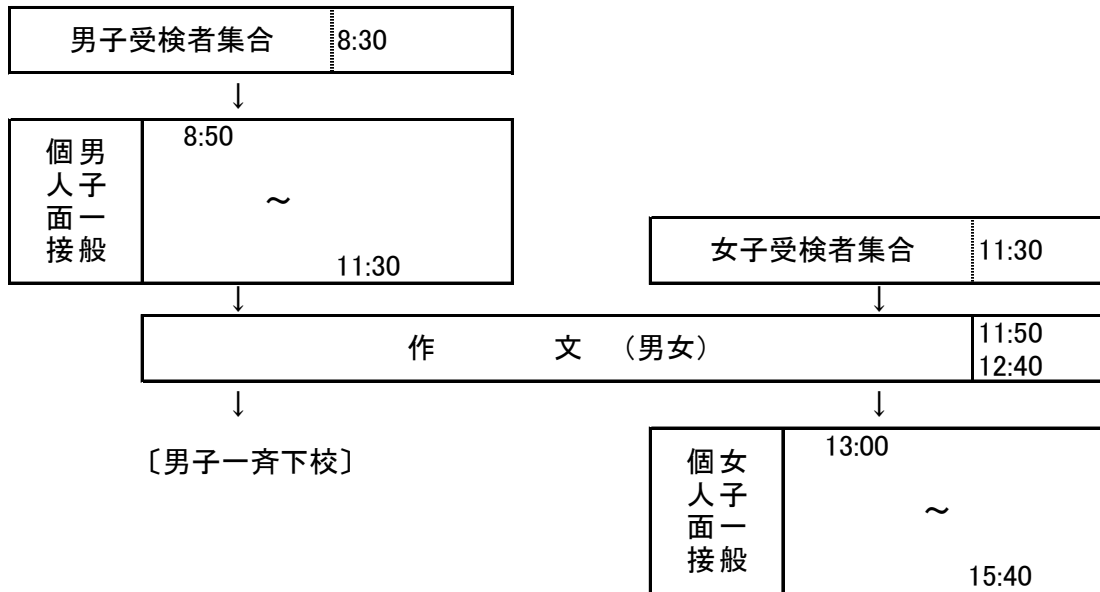 男子受検者集合 8:30
↓
男子一般
個人面接
8:50
~
11:30
女子受検者集合 11:30
↓ ↓
作 文 (男女) 11:50
12:40
↓ ↓
〔男子一斉下校〕
女子一般
個人面接
13:00
~
15:40